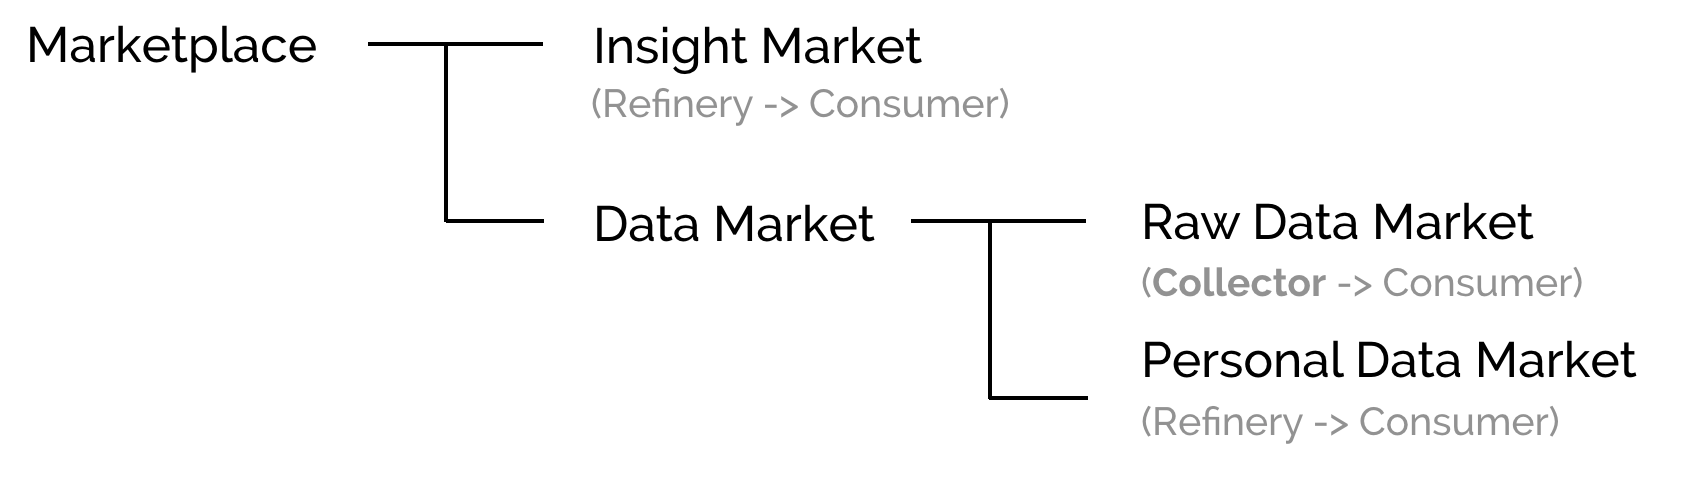 Marketplace
Insight Market
(Refinery -> Consumer)
Data Market
Raw Data Market
(Collector -> Consumer)
Personal Data Market
(Refinery -> Consumer)